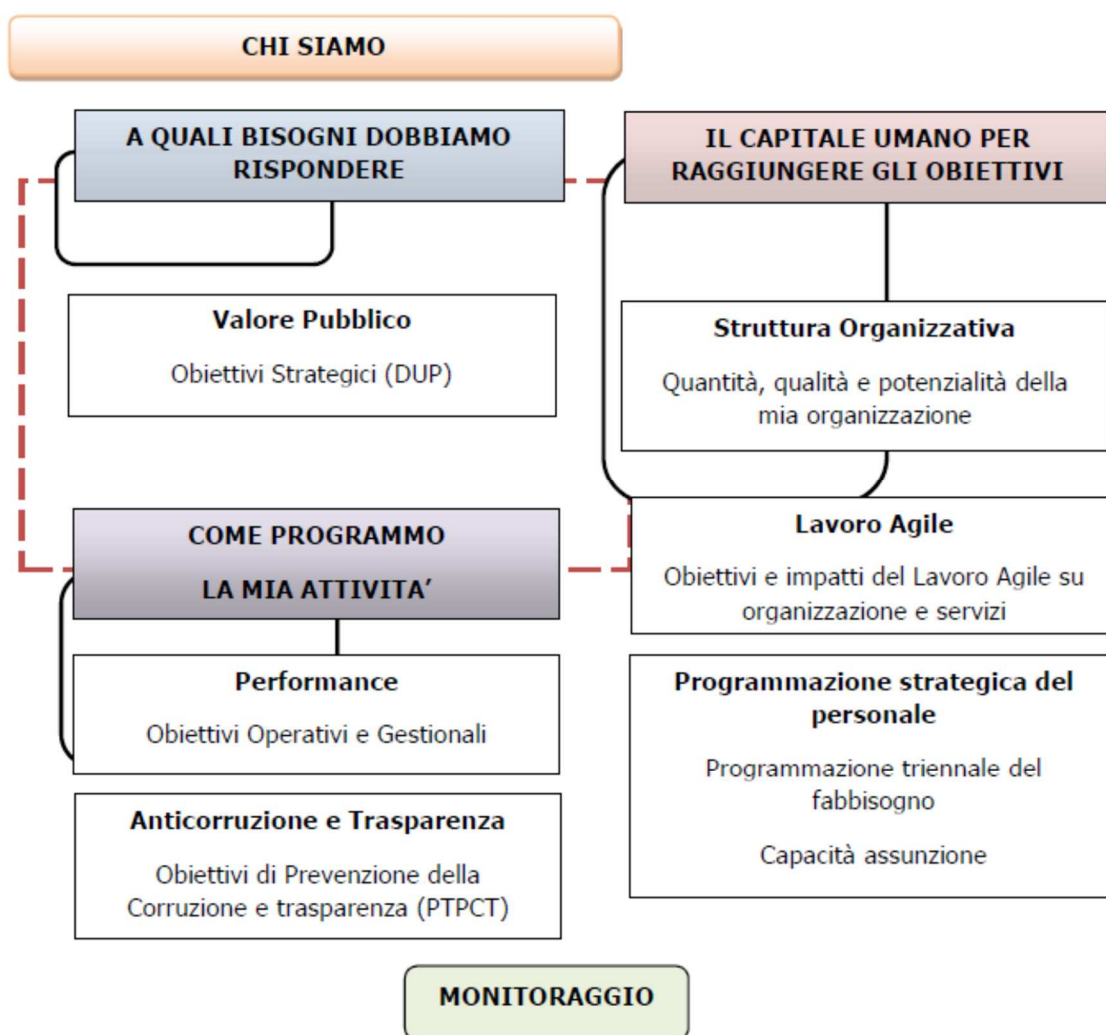 CHI SIAMO
A QUALI BISOGNI DOBBIAMO
RISPONDERE
Valore Pubblico
Obiettivi Strategici (DUP)
COME PROGRAMMO
LA MIA ATTIVITA’
Performance
Obiettivi Operativi e Gestionali
Anticorruzione e Trasparenza
Obiettivi di Prevenzione della
Corruzione e trasparenza (PTPCT)
IL CAPITALE UMANO PER
RAGGIUNGERE GLI OBIETTIVI
Struttura Organizzativa
Quantità, qualità e potenzialità della
mia organizzazione
Lavoro Agile
Obiettivi e impatti del Lavoro Agile su
organizzazione e servizi
Programmazione strategica del
personale
Programmazione triennale del
fabbisogno
Capacità assunzione
MONITORAGGIO